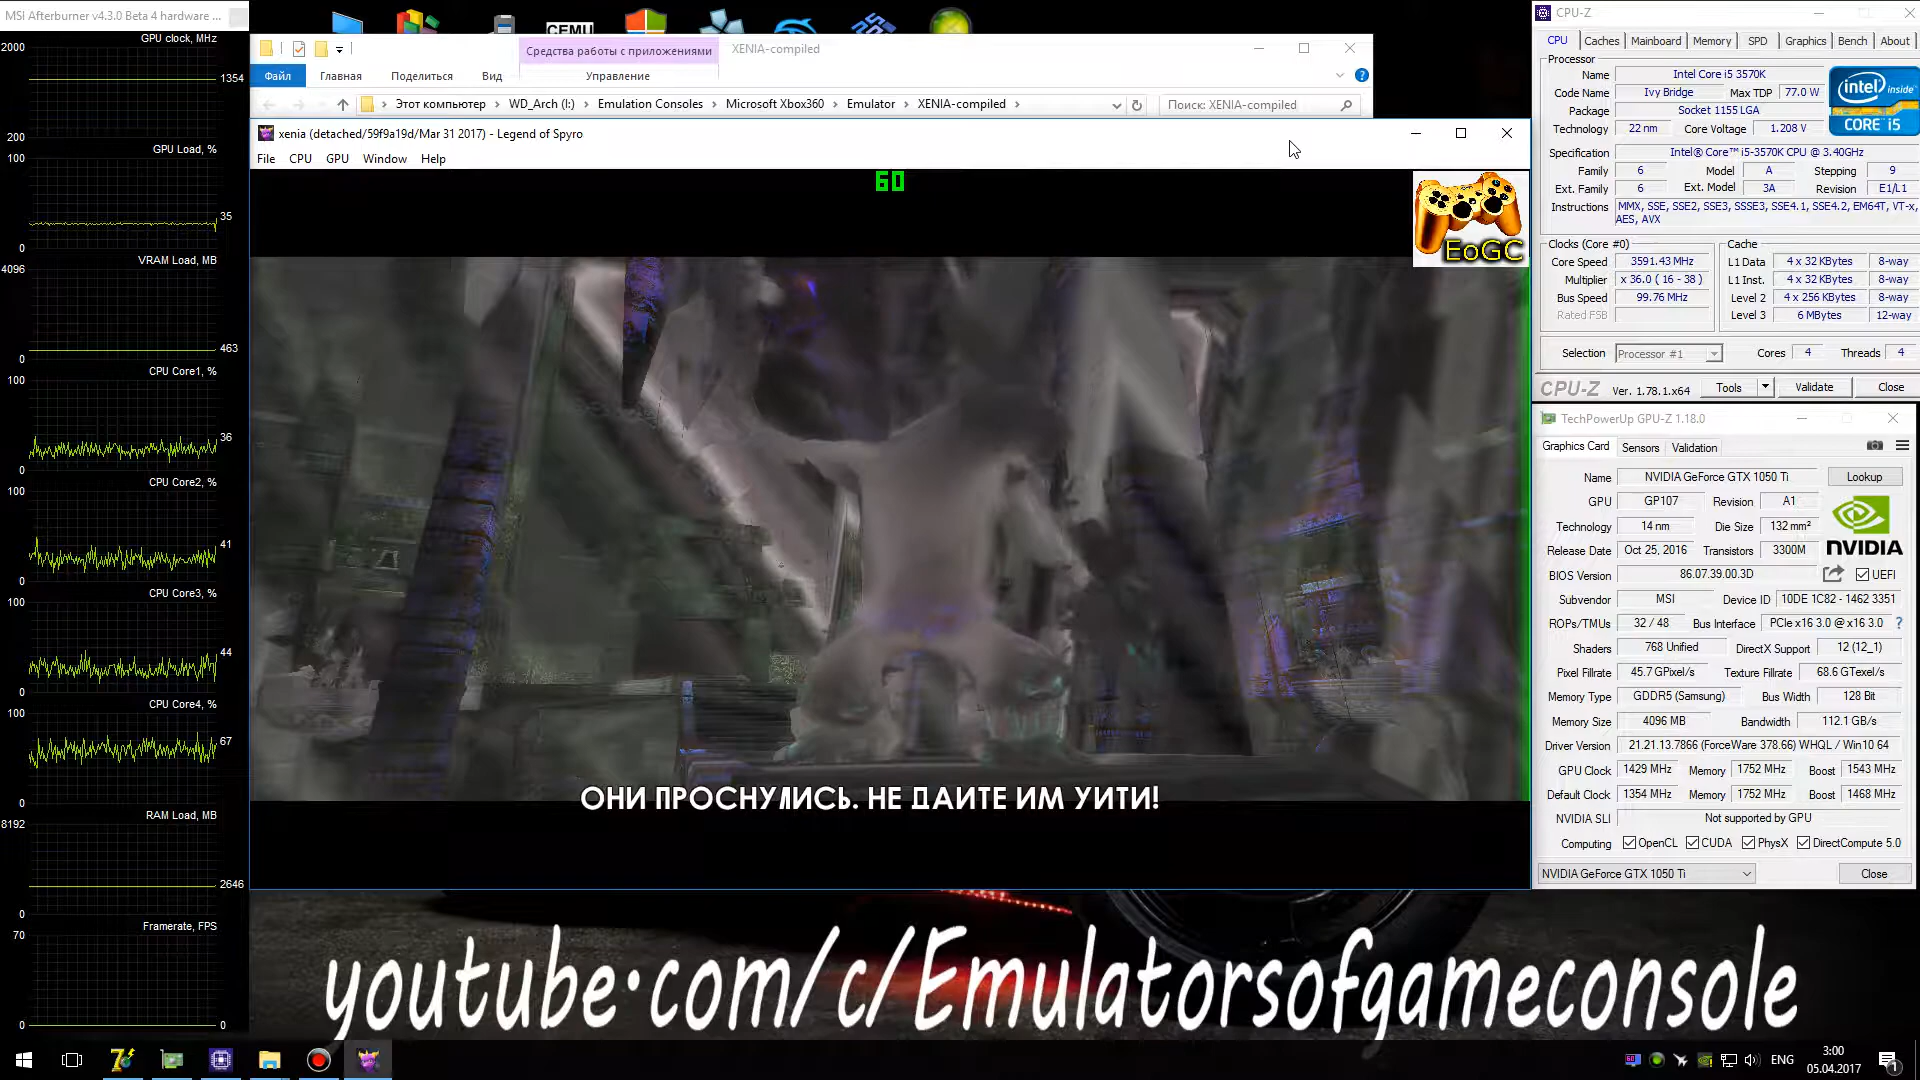 MSI Afterburner v4.3.0 Beta 4 hardware ...
GPU clock, MHz
2000
1354
200
GPU Load, %
100
35
0
VRAM Load, MB
4096
463
0
CPU Core1, %
100
36
0
CPU Core2, %
100
41
0
CPU Core3, %
100
44
0
CPU Core4, %
100
67
0
RAM Load, MB
8192
2646
0
Framerate, FPS
70
0
0
CEMU
Средства работы с приложениями
XENIA-compiled
Файл
Главная
Поделиться
Вид
Управление
Этот компьютер > WD_Arch (I:) > Emulation Consoles > Microsoft Xbox360 > Emulator > XENIA-compiled >
Поиск: XENIA-compiled
xenia (detached/59f9a19d/Mar 31 2017) - Legend of Spyro
File CPU GPU Window Help
60
EoGC
ОНИ ПРОСНУЛИСЬ. НЕ ДАИТЕ ИМ УИТИ!
CPU-Z
CPU Caches Mainboard Memory SPD Graphics Bench About
Processor
Name Intel Core i5 3570K
Code Name Ivy Bridge Max TDP 77.0 W
Package Socket 1155 LGA
Technology 22 nm Core Voltage 1.208 V
intel inside
CORE i5
Specification Intel® Core™ i5-3570K CPU @ 3.40GHz
Family 6 Model A Stepping 9
Ext. Family 6 Ext. Model 3A Revision E1/L1
Instructions MMX, SSE, SSE2, SSE3, SSSE3, SSE4.1, SSE4.2, EM64T, VT-x,
AES, AVX
Clocks (Core #0)
Cache
Core Speed 3591.43 MHz L1 Data 4 x 32 KBytes 8-way
Multiplier x 36.0 ( 16 - 38 ) L1 Inst. 4 x 32 KBytes 8-way
Bus Speed 99.76 MHz Level 2 4 x 256 KBytes 8-way
Rated FSB Level 3 6 MBytes 12-way
Selection Processor #1 Cores 4 Threads 4
CPU-Z Ver. 1.78.1.x64 Tools Validate Close
TechPowerUp GPU-Z 1.18.0
Graphics Card Sensors Validation
Name NVIDIA GeForce GTX 1050 Ti Lookup
GPU GP107 Revision A1
Technology 14 nm Die Size 132 mm²
Release Date Oct 25, 2016 Transistors 3300M
NVIDIA
BIOS Version 86.07.39.00.3D UEFI
Subvendor MSI Device ID 10DE 1C82 - 1462 3351
ROPs/TMUs 32 / 48 Bus Interface PCIe x16 3.0 @ x16 3.0 ?
Shaders 768 Unified DirectX Support 12 (12_1)
Pixel Fillrate 45.7 GPixel/s Texture Fillrate 68.6 GTexel/s
Memory Type GDDR5 (Samsung) Bus Width 128 Bit
Memory Size 4096 MB Bandwidth 112.1 GB/s
Driver Version 21.21.13.7866 (ForceWare 378.66) WHQL / Win10 64
GPU Clock 1429 MHz Memory 1752 MHz Boost 1543 MHz
Default Clock 1354 MHz Memory 1752 MHz Boost 1468 MHz
NVIDIA SLI Not supported by GPU
Computing OpenCL CUDA PhysX DirectCompute 5.0
NVIDIA GeForce GTX 1050 Ti Close
youtube.com/c/Emulatorsofgameconsole
ENG
3:00
05.04.2017
1